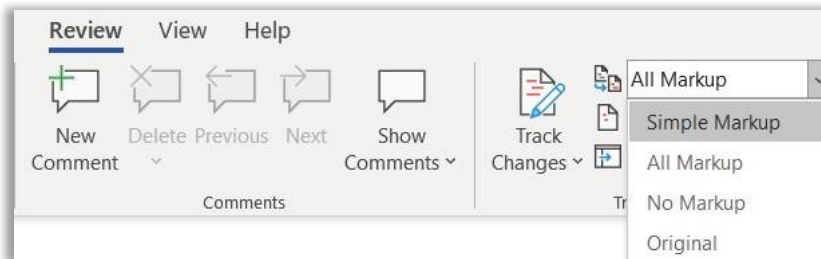 Review View Help
All Markup
New Delete Previous Next Show Track
Comment Comments Changes
Comments Tr
Simple Markup
All Markup
No Markup
Original